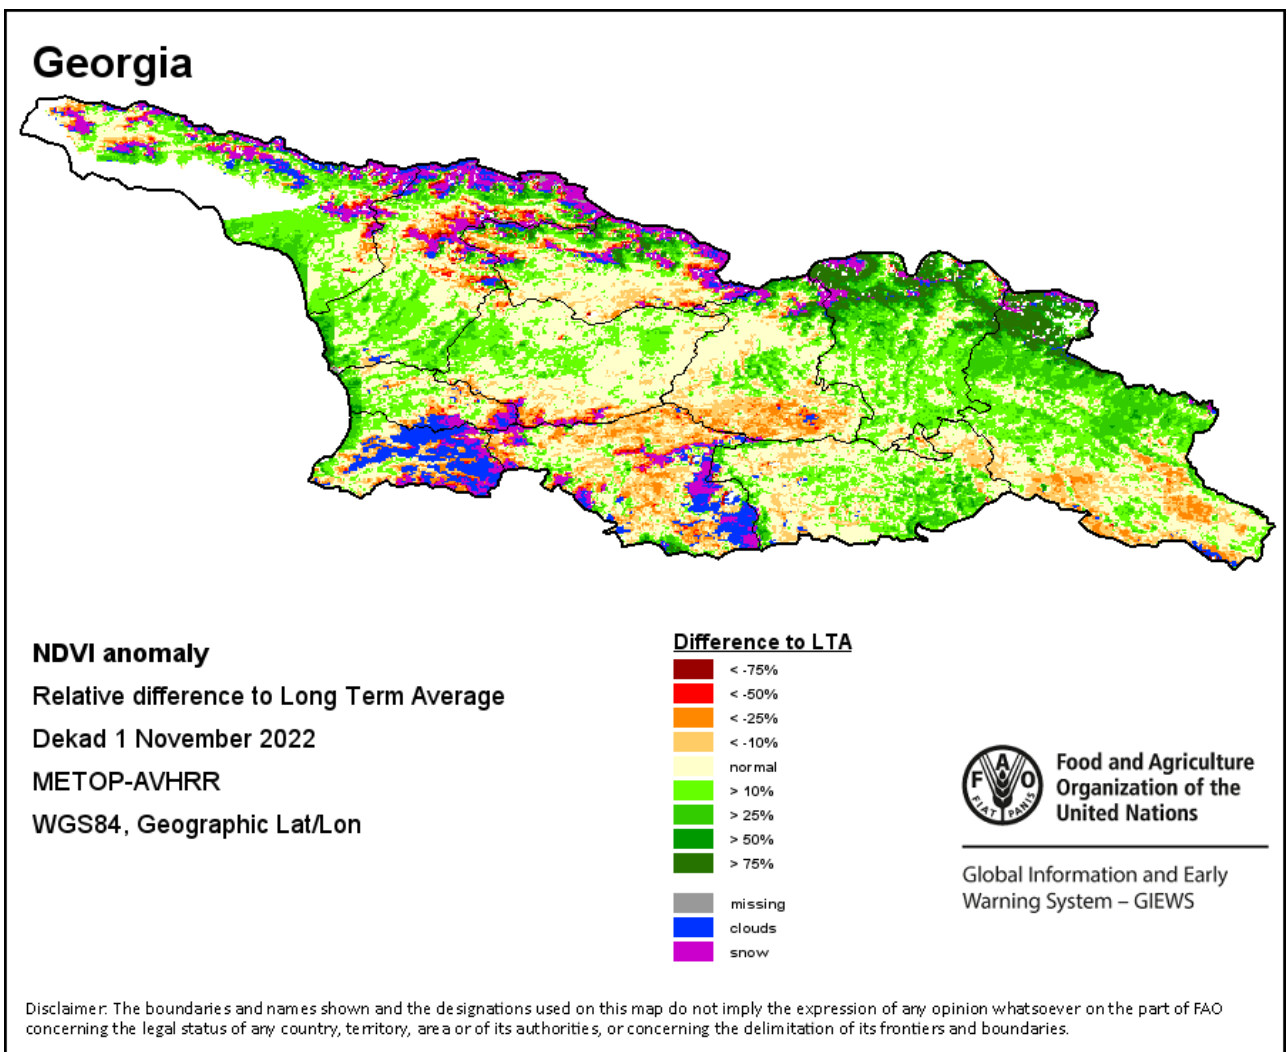 Georgia
NDVI anomaly
Relative difference to Long Term Average
Dekad 1 November 2022
METOP-AVHRR
WGS84, Geographic Lat/Lon
Difference to LTA
< -75%
< -50%
< -25%
< -10%
normal
> 10%
> 25%
> 50%
> 75%
missing
clouds
snow
F A O
FIAT PANIS
Food and Agriculture
Organization of the
United Nations
Global Information and Early
Warning System – GIEWS
Disclaimer: The boundaries and names shown and the designations used on this map do not imply the expression of any opinion whatsoever on the part of FAO
concerning the legal status of any country, territory, area or of its authorities, or concerning the delimitation of its frontiers and boundaries.